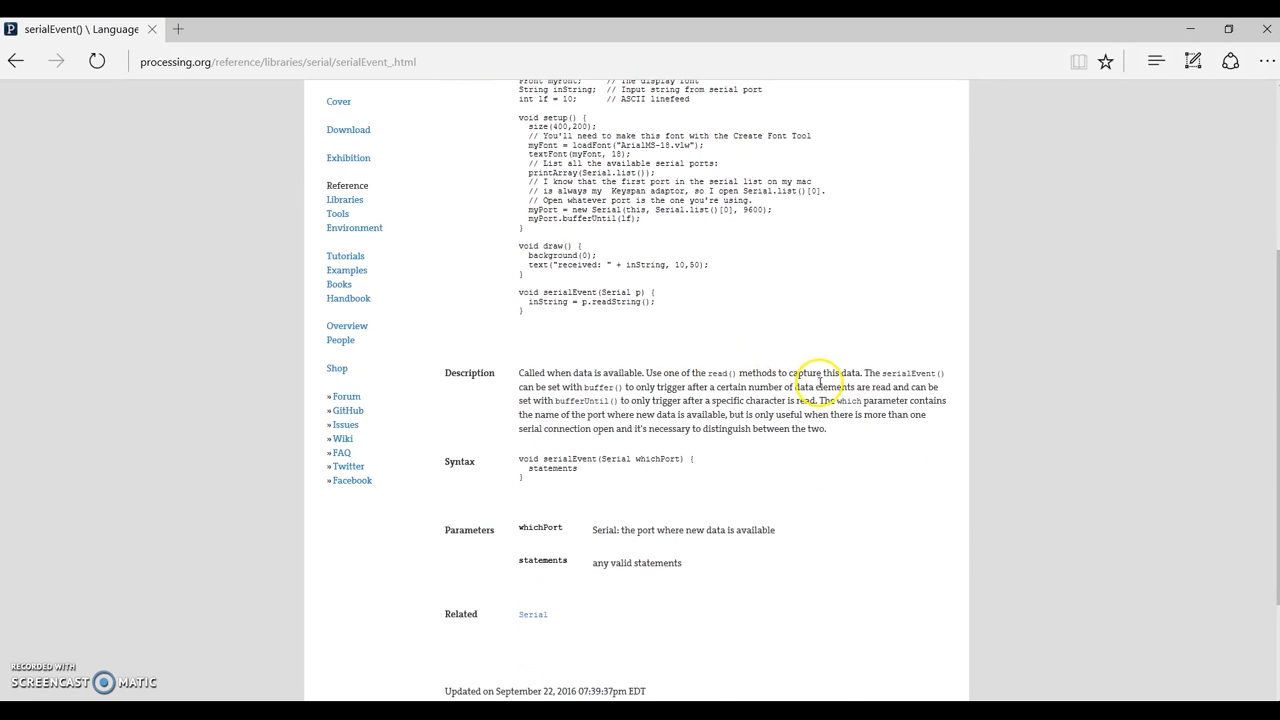 serialEvent() \ Language
processing.org/reference/libraries/serial/serialEvent_.html
Cover
Download
Exhibition
Reference
Libraries
Tools
Environment
Tutorials
Examples
Books
Handbook
Overview
People
Shop
» Forum
» GitHub
» Issues
» Wiki
» FAQ
» Twitter
» Facebook
// The display font
String inString;  // Input string from serial port
int lf = 10;      // ASCII linefeed
void setup() {
  size(400,200);
  // You'll need to make this font with the Create Font Tool
  myFont = loadFont("ArialMS-18.vlw");
  textFont(myFont, 18);
  // List all the available serial ports:
  printArray(Serial.list());
  // I know that the first port in the serial list on my mac
  // is always my  Keyspan adaptor, so I open Serial.list()[0].
  // Open whatever port is the one you're using.
  myPort = new Serial(this, Serial.list()[0], 9600);
  myPort.bufferUntil(lf);
}
void draw() {
  background(0);
  text("received: " + inString, 10,50);
}
void serialEvent(Serial p) {
  inString = p.readString();
}
Description
Called when data is available. Use one of the read() methods to capture this data. The serialEvent()
can be set with buffer() to only trigger after a certain number of data elements are read and can be
set with bufferUntil() to only trigger after a specific character is read. The which parameter contains
the name of the port where new data is available, but is only useful when there is more than one
serial connection open and it's necessary to distinguish between the two.
Syntax
void serialEvent(Serial whichPort) {
  statements
}
Parameters
whichPort Serial: the port where new data is available
statements any valid statements
Related
Serial
Updated on September 22, 2016 07:39:37pm EDT
RECORDED WITH
SCREENCAST MATIC